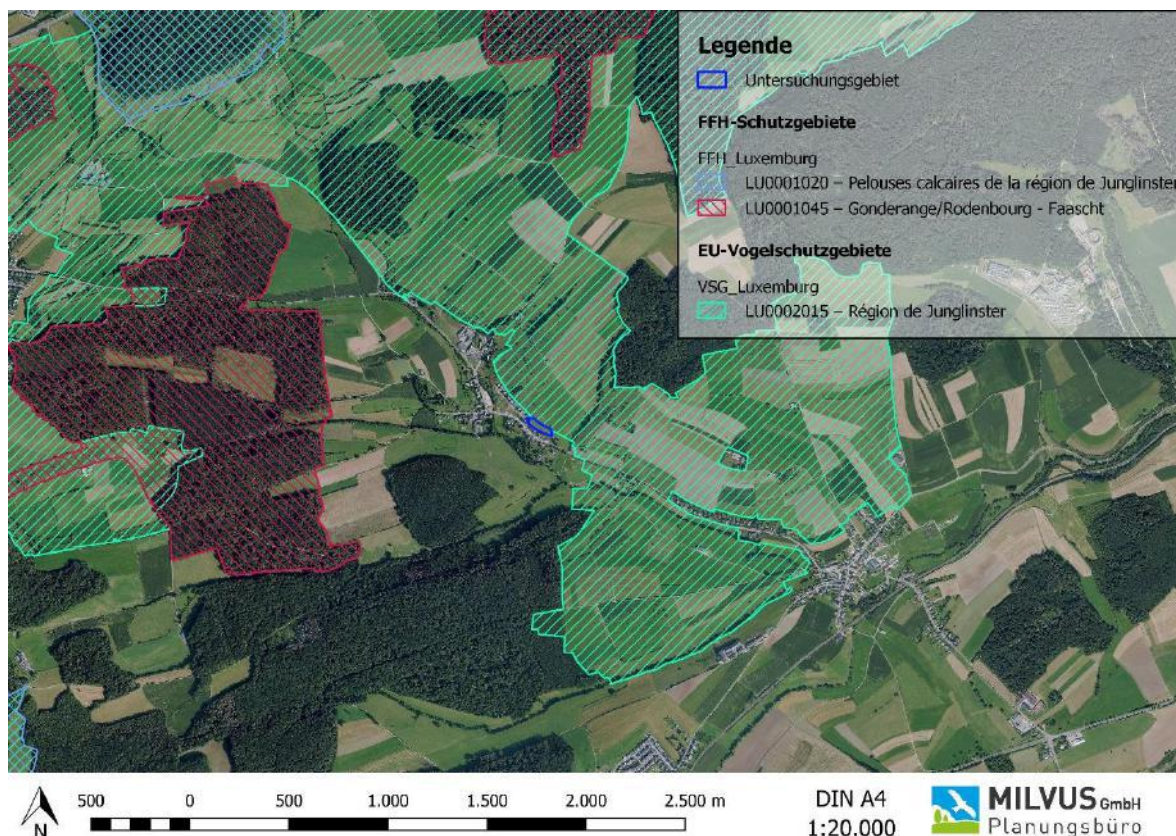 Legende
Untersuchungsgebiet
FFH-Schutzgebiete
FFH_Luxemburg
LU0001020 – Pelouses calcaires de la région de Junglinster
LU0001045 – Gonderange/Rodenbourg - Faascht
EU-Vogelschutzgebiete
VSG_Luxemburg
LU0002015 – Région de Junglinster
500 0 500 1.000 1.500 2.000 2.500 m
N
DIN A4
1:20.000
MILVUS GmbH
Planungsbüro